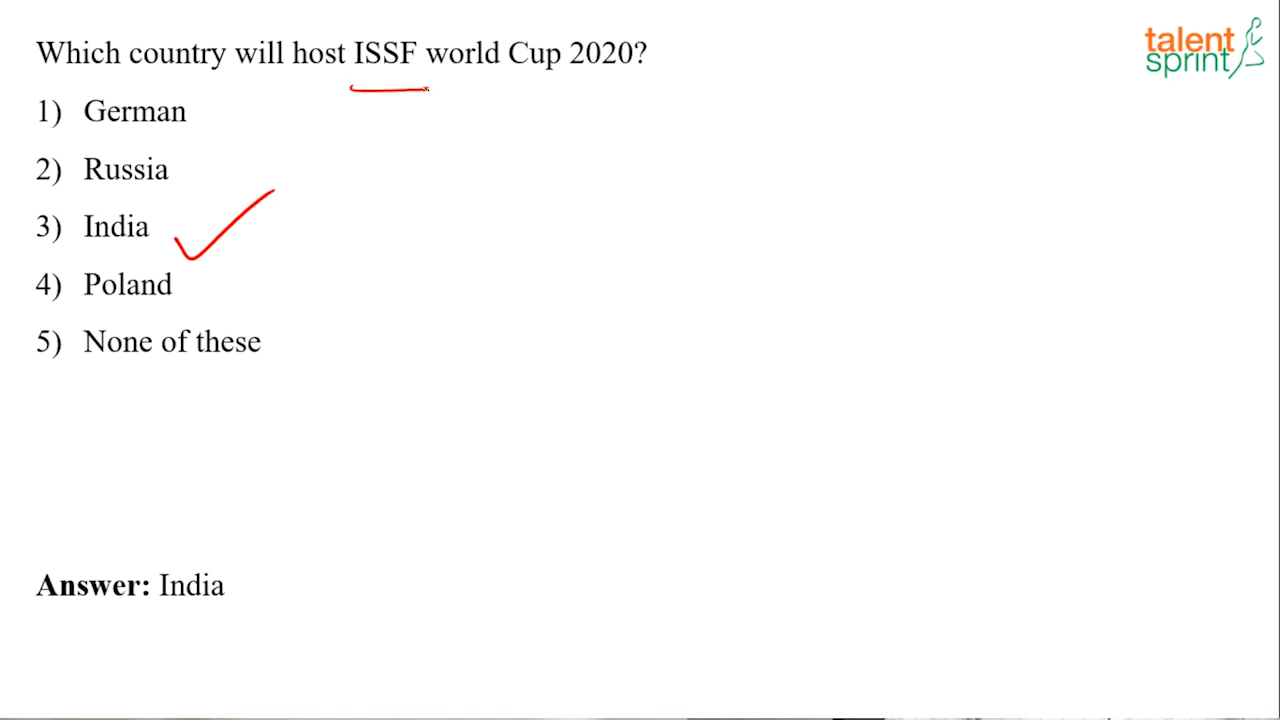 Which country will host ISSF world Cup 2020?
talent
sprint
1) German
2) Russia
3) India
4) Poland
5) None of these
Answer: India